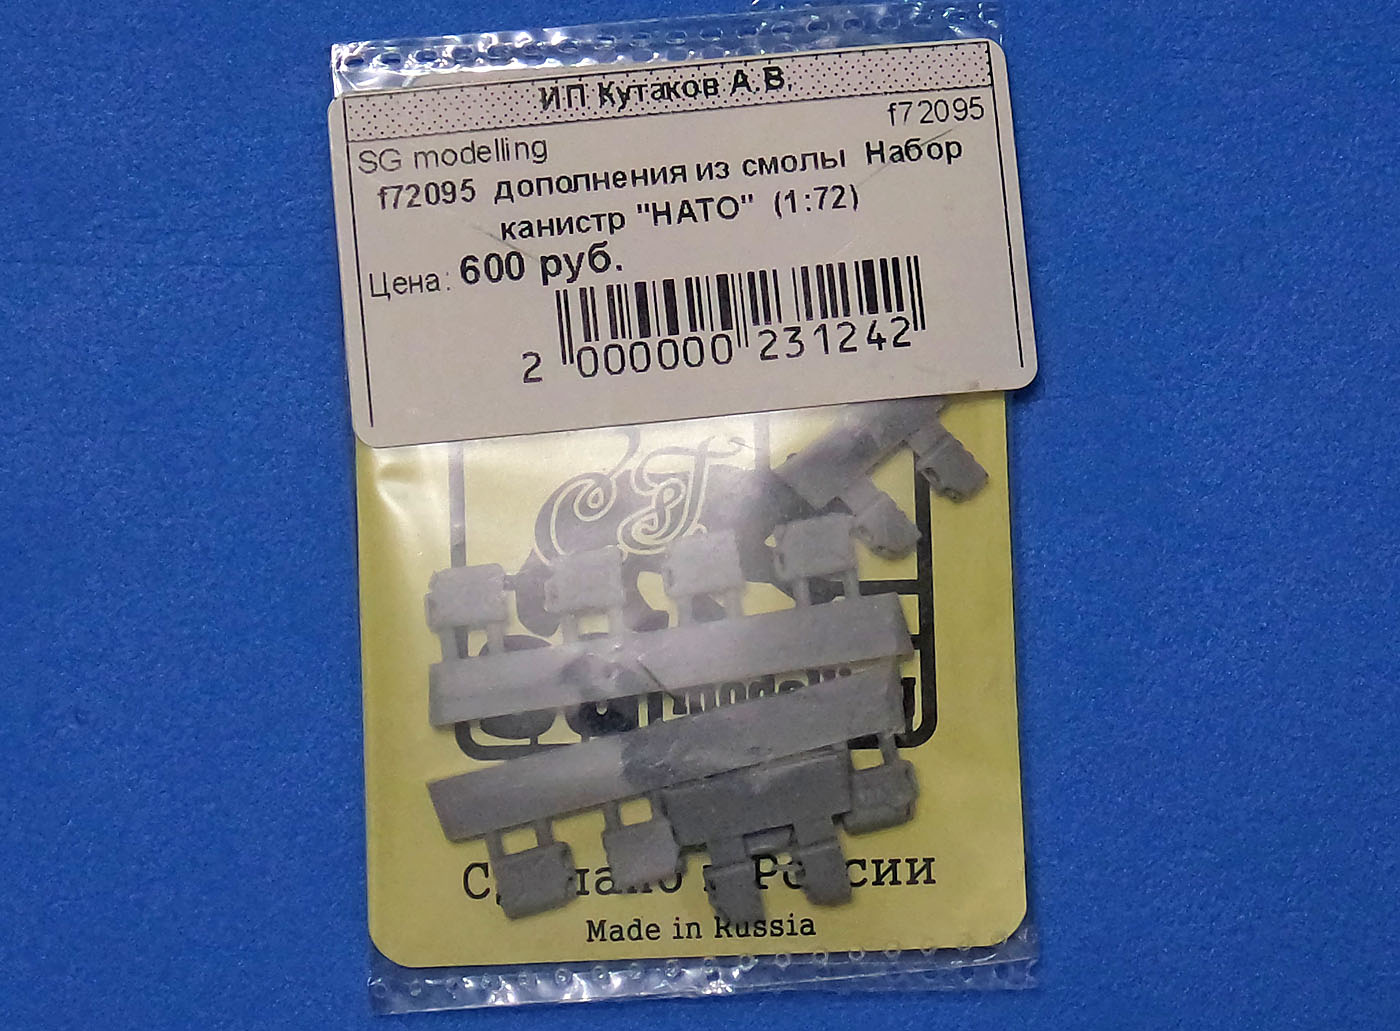 ИП Кутаков А.В.
f72095
SG modelling
f72095 дополнения из смолы Набор
канистр "НАТО" (1:72)
Цена: 600 руб.
2 000000 231242
СГ
Made in Russia